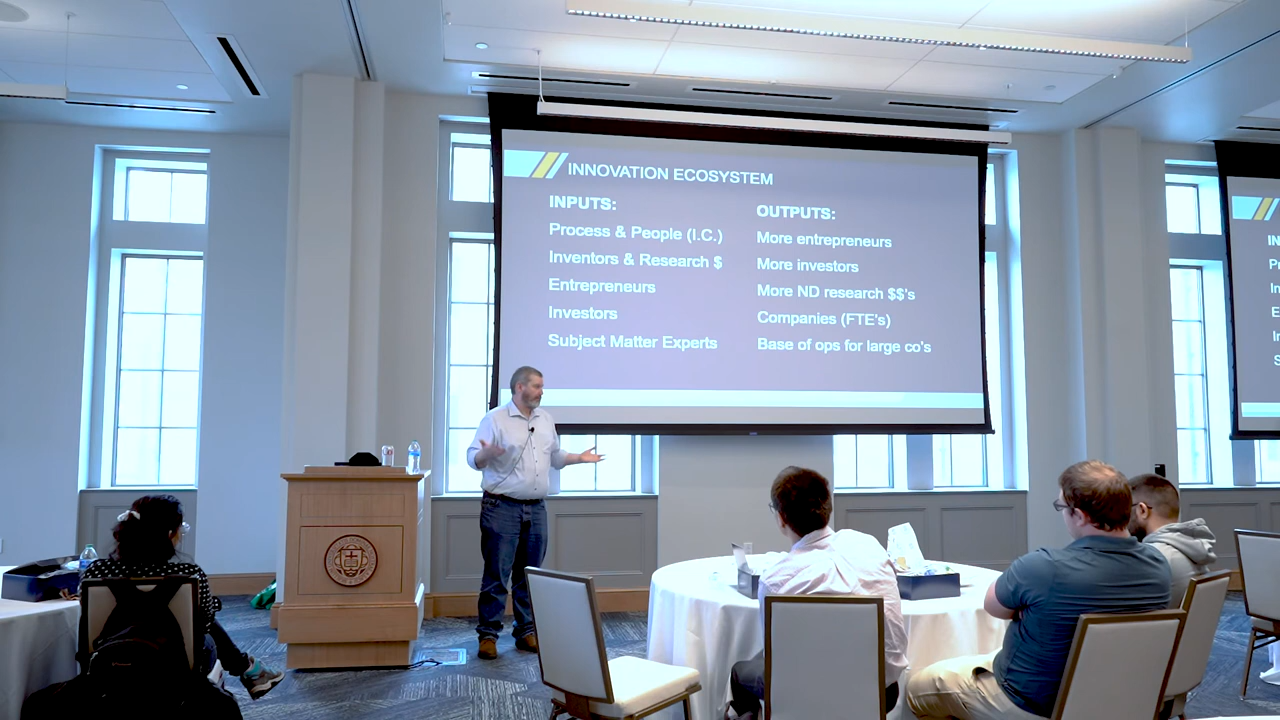 INNOVATION ECOSYSTEM
INPUTS:
Process & People (I.C.)
Inventors & Research $
Entrepreneurs
Investors
Subject Matter Experts
OUTPUTS:
More entrepreneurs
More investors
More ND research $$'s
Companies (FTE's)
Base of ops for large co's